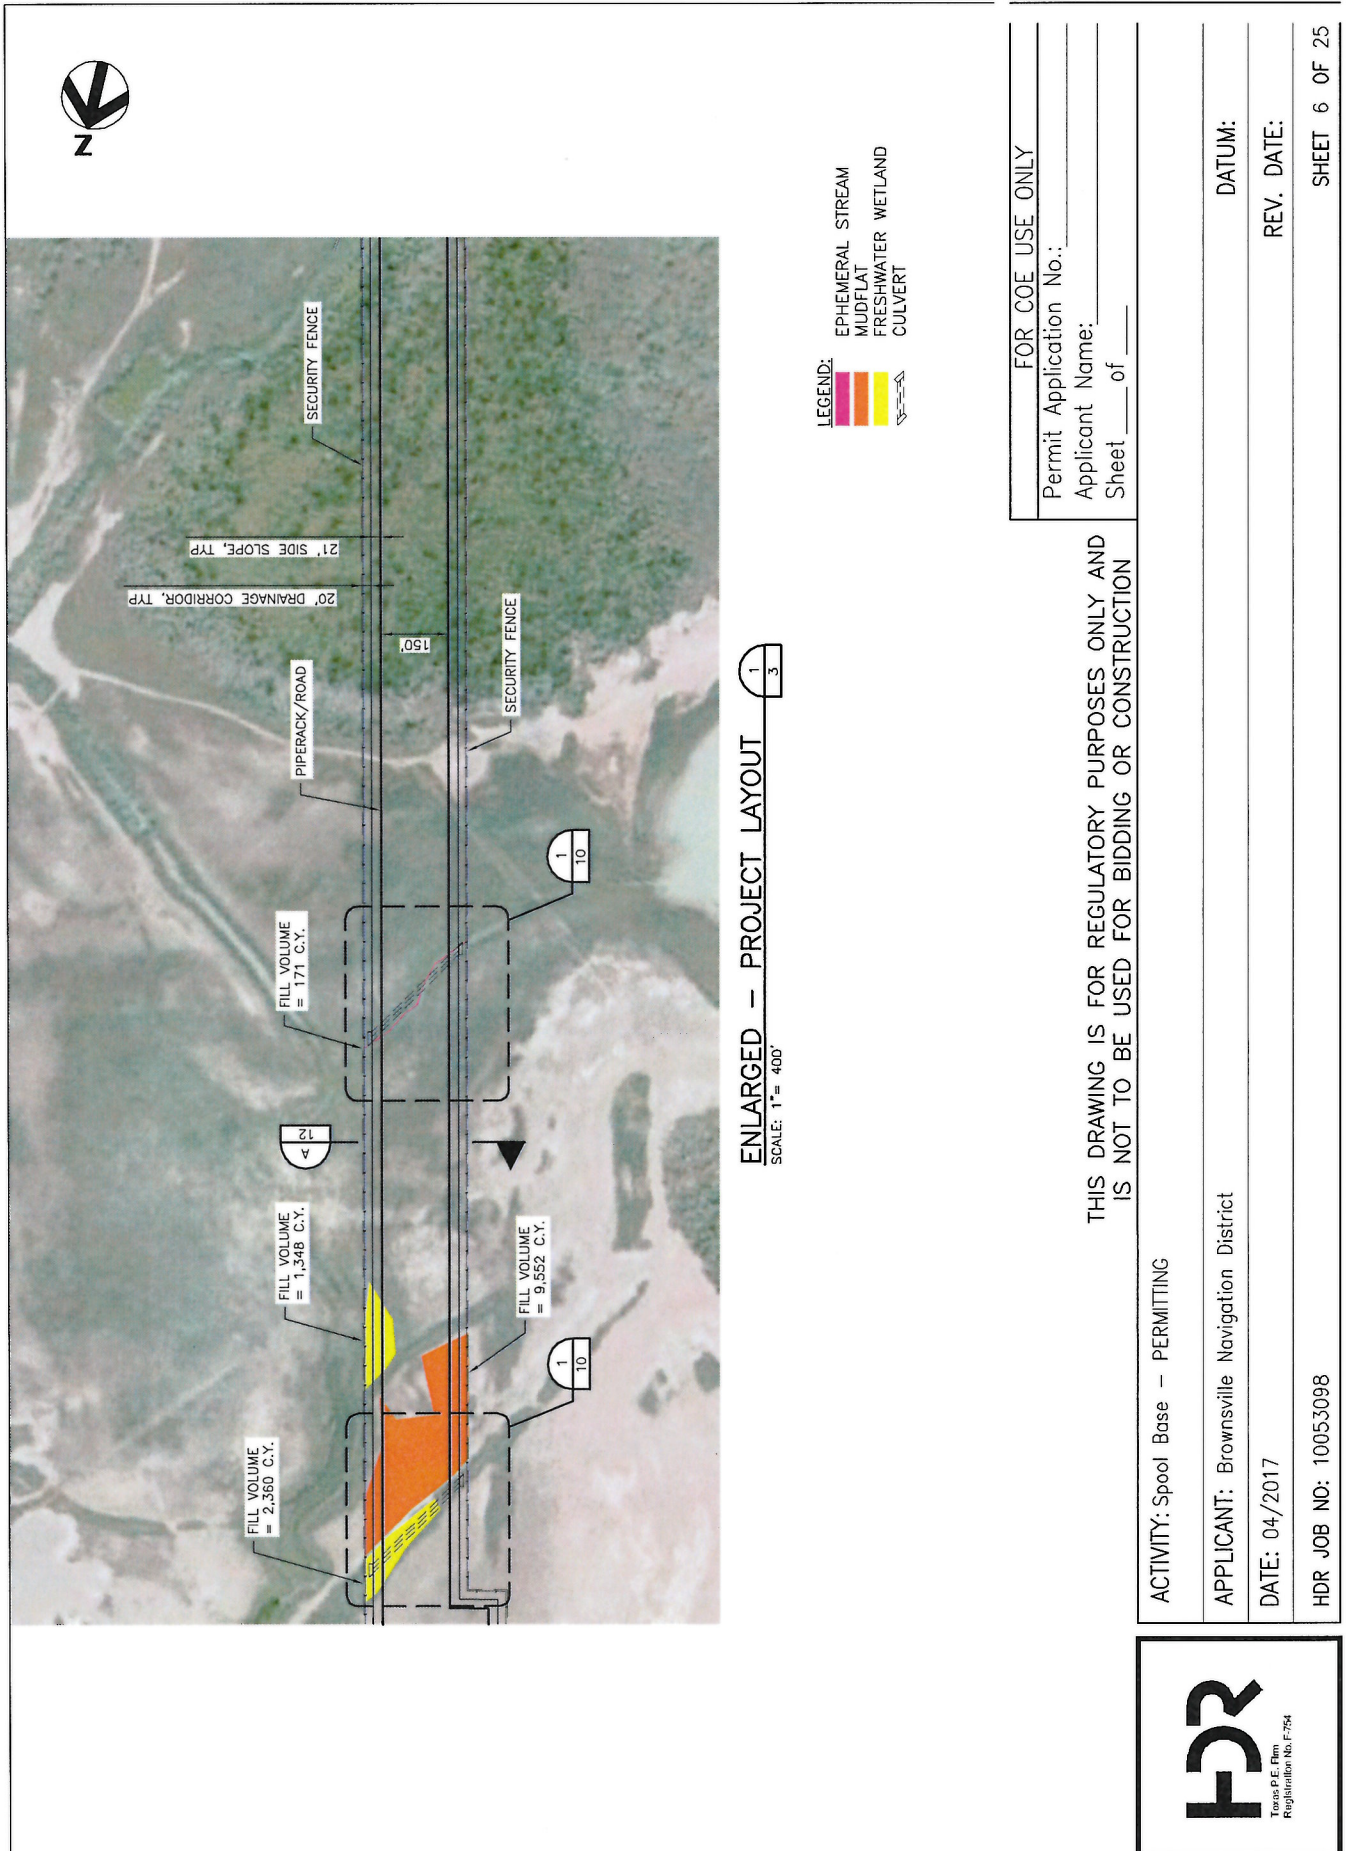 Z
FILL VOLUME
= 2,360 C.Y.
FILL VOLUME
= 1,348 C.Y.
A
12
FILL VOLUME
= 171 C.Y.
PIPERACK/ROAD
20' DRAINAGE CORRIDOR, TYP
21' SIDE SLOPE, TYP
SECURITY FENCE
150'
SECURITY FENCE
1
10
FILL VOLUME
= 9,552 C.Y.
1
10
ENLARGED – PROJECT LAYOUT
SCALE: 1"= 400'
1
3
LEGEND:
EPHEMERAL STREAM
MUDFLAT
FRESHWATER WETLAND
CULVERT
THIS DRAWING IS FOR REGULATORY PURPOSES ONLY AND
IS NOT TO BE USED FOR BIDDING OR CONSTRUCTION
FOR COE USE ONLY
Permit Application No.:
Applicant Name:
Sheet ____ of ____
HDR
Texas P.E. Firm
Registration No. F-754
ACTIVITY: Spool Base – PERMITTING
APPLICANT: Brownsville Navigation District
DATUM:
DATE: 04/2017
REV. DATE:
HDR JOB NO: 10053098
SHEET 6 OF 25